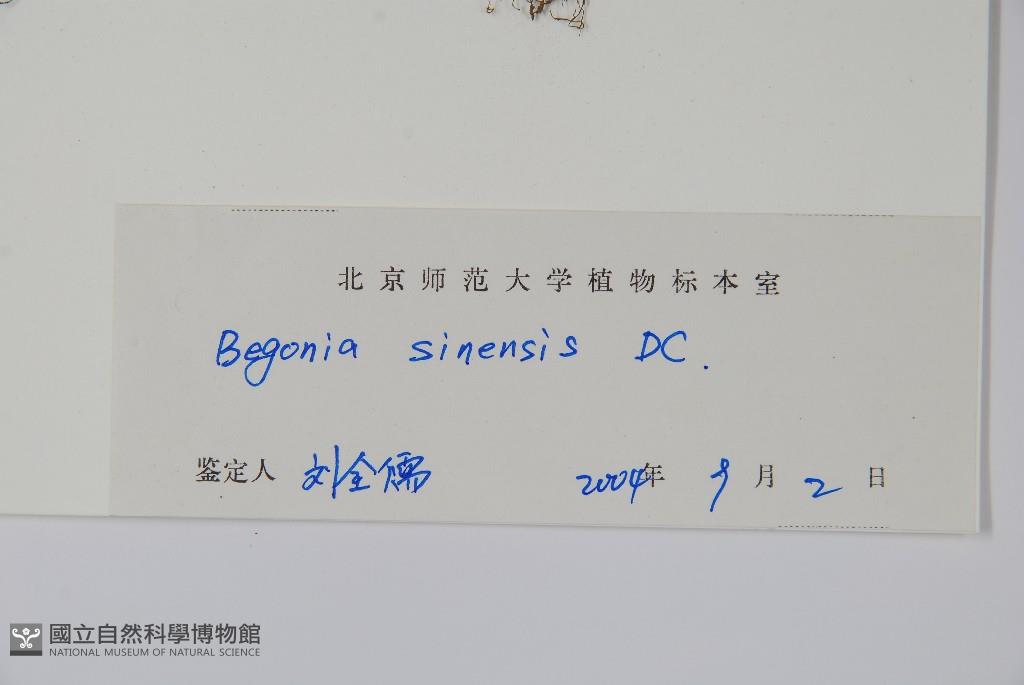 北京师范大学植物标本室
Begonia sinensis DC.
鉴定人 刘全儒 2004年 9月 2日
國立自然科學博物館
NATIONAL MUSEUM OF NATURAL SCIENCE